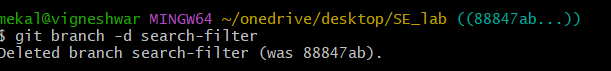 mekal@vigneshwar MINGW64 ~/onedrive/desktop/SE_lab ((88847ab...))
$ git branch -d search-filter
Deleted branch search-filter (was 88847ab).